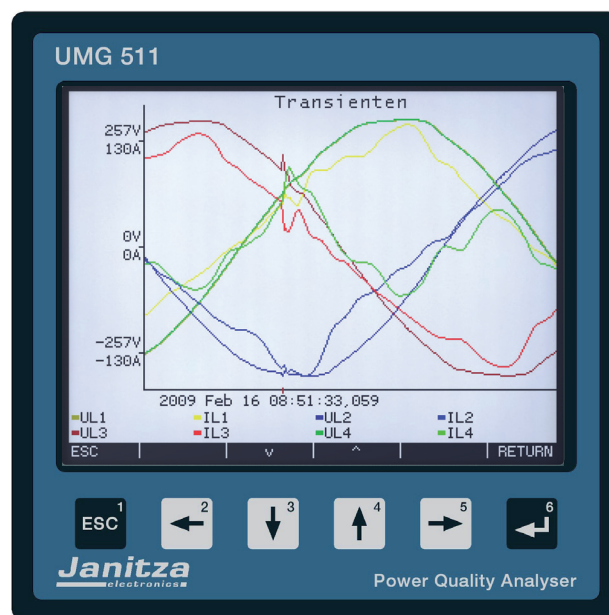 UMG 511
Transienten
257V
130A
0V
0A
-257V
-130A
2009 Feb 16 08:51:33,059
UL1 IL1 UL2 IL2
UL3 IL3 UL4 IL4
ESC v ^ RETURN
ESC 1 2 3 4 5 6
Janitza
electronics
Power Quality Analyser